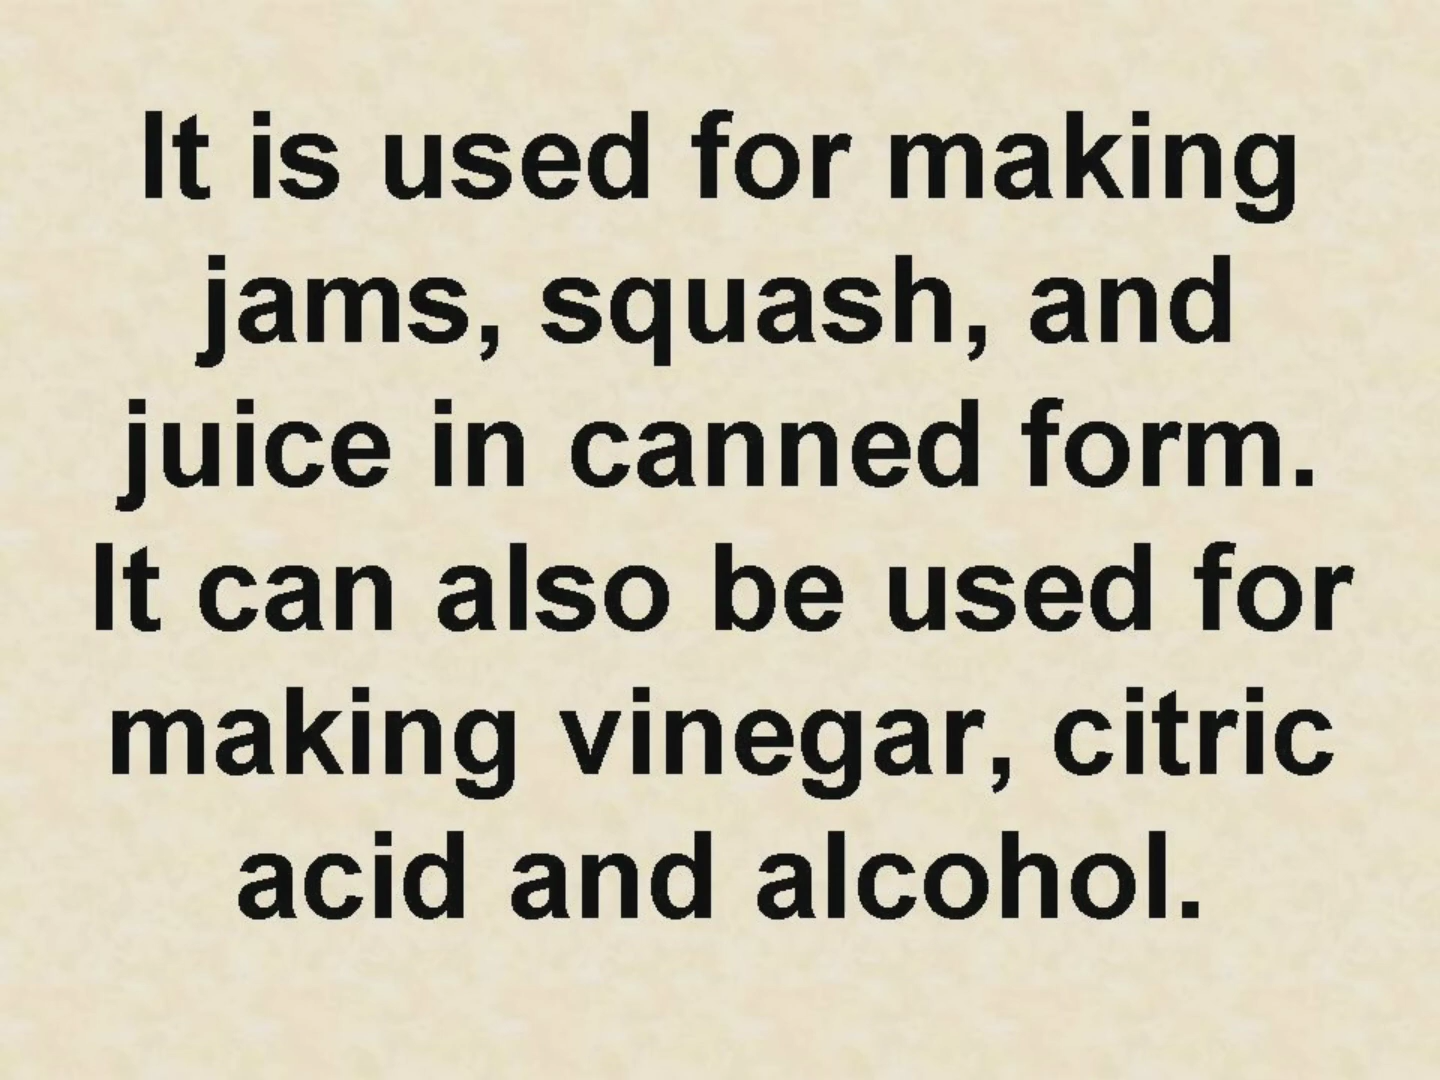 It is used for making
jams, squash, and
juice in canned form.
It can also be used for
making vinegar, citric
acid and alcohol.